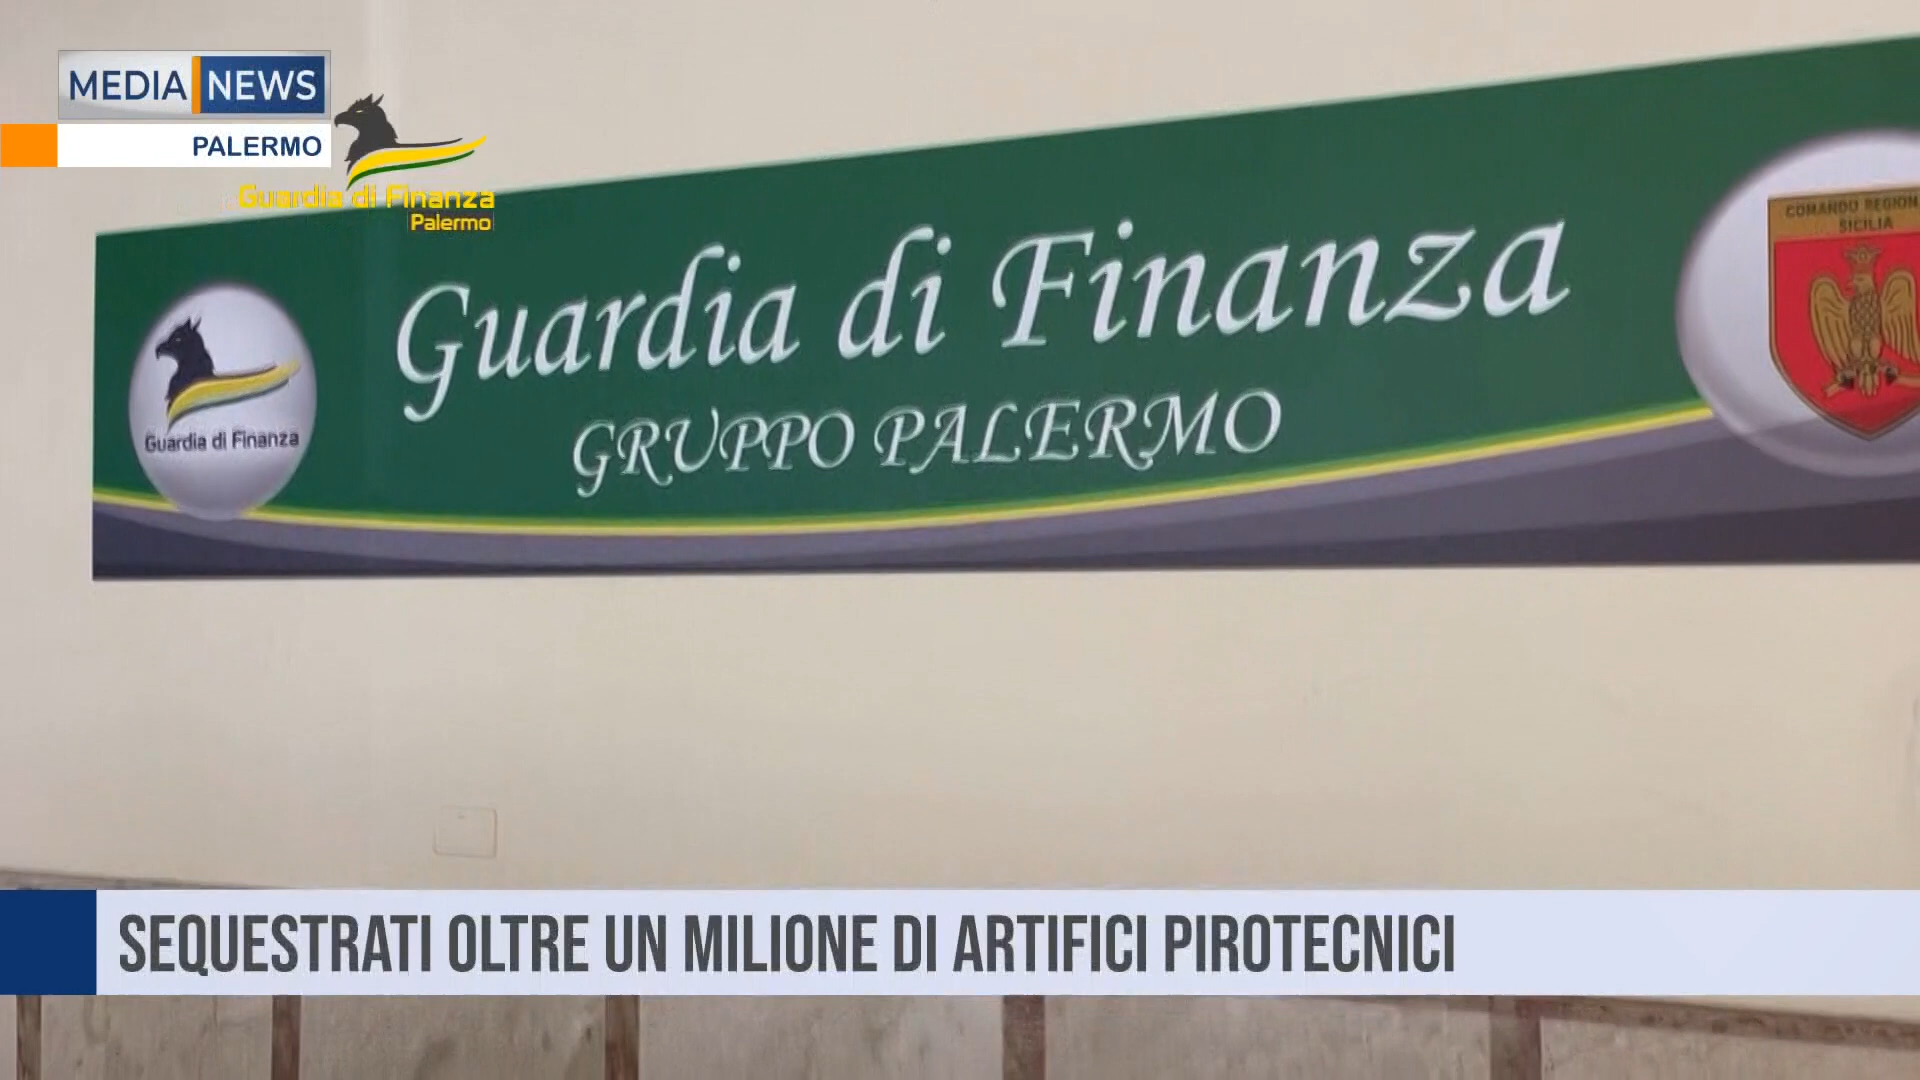 MEDIA NEWS
PALERMO
Guardia di Finanza
Palermo
Guardia di Finanza
GRUPPO PALERMO
Guardia di Finanza
COMANDO REGION
SICILIA
SEQUESTRATI OLTRE UN MILIONE DI ARTIFICI PIROTECNICI